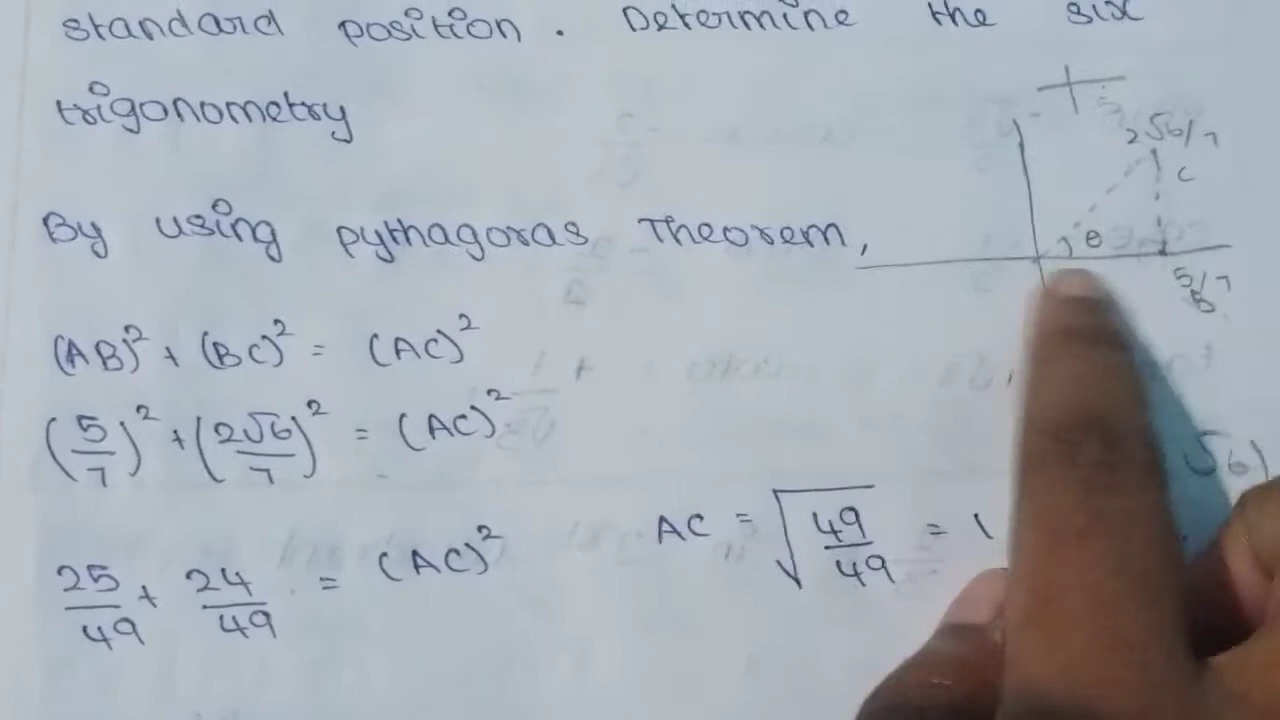 standard position. Determine the six
trigonometry
2√6/7
C
θ
5/7
B
By using pythagoras Theorem,
(AB)² + (BC)² = (AC)²
(5/7)² + (2√6/7)² = (AC)²
25/49 + 24/49 = (AC)²
AC = √(49/49) = 1
√6)